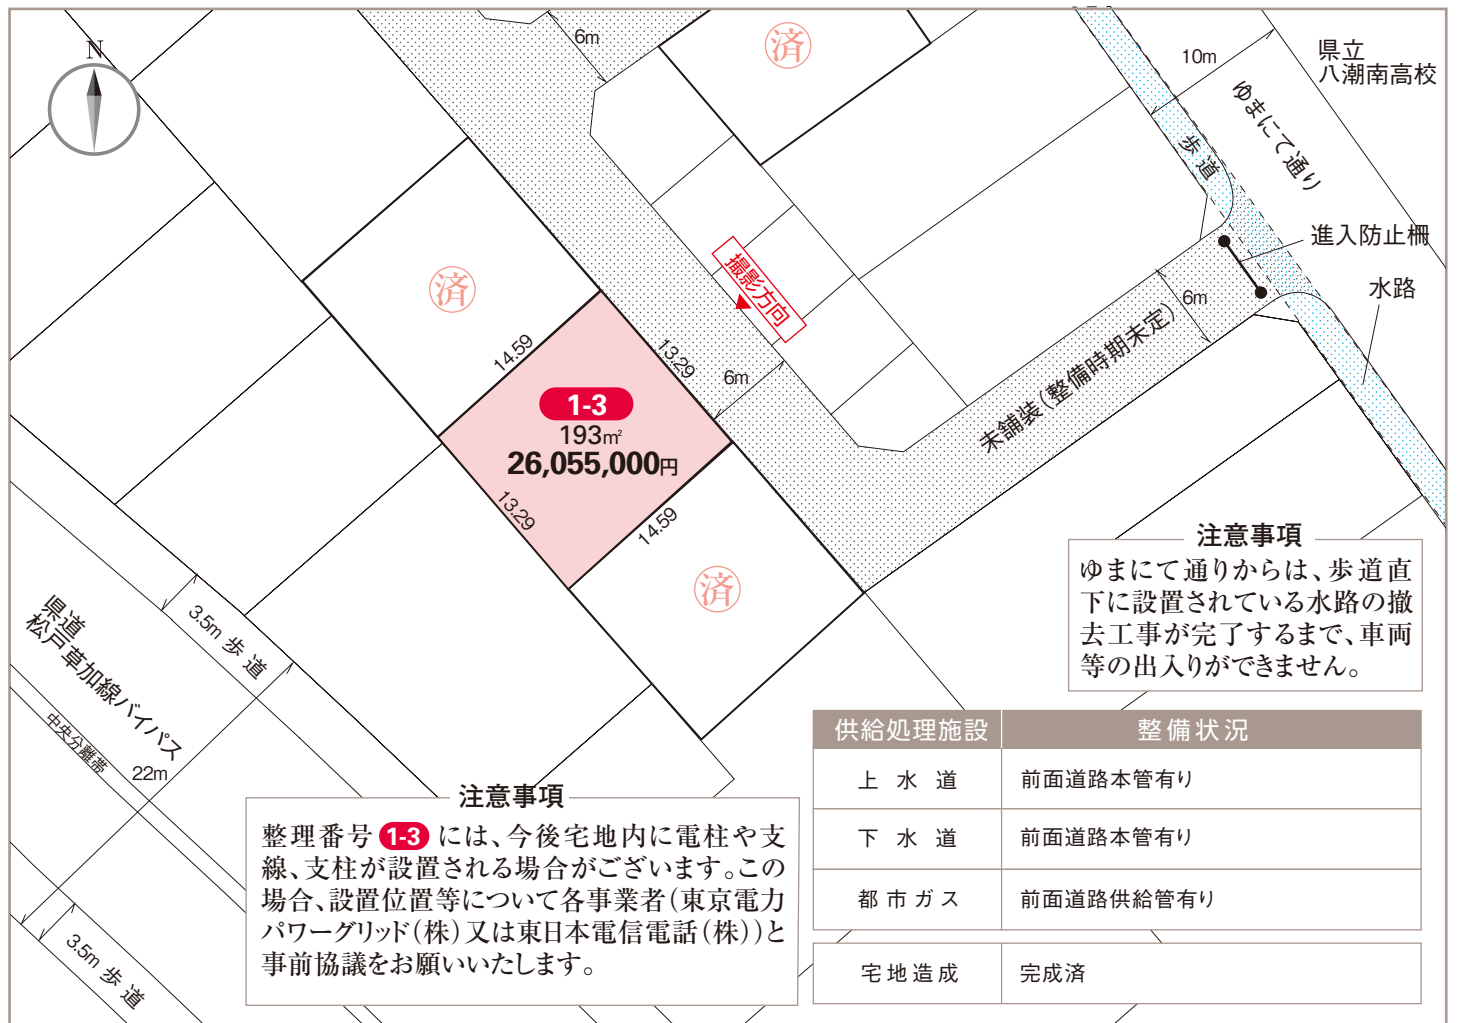 N
6m
済
10m
県立
八潮南高校
ゆまにて通り
歩道
進入防止柵
水路
撮影方向
6m
済
14.59
13.29
6m
未舗装(整備時期未定)
1-3
193㎡
26,055,000円
13.29
14.59
済
注意事項
ゆまにて通りからは、歩道直
下に設置されている水路の撤
去工事が完了するまで、車両
等の出入りができません。
県道
松戸草加線バイパス
3.5m 歩道
中央分離帯
22m
3.5m 歩道
注意事項
整理番号 1-3 には、今後宅地内に電柱や支
線、支柱が設置される場合がございます。この
場合、設置位置等について各事業者(東京電力
パワーグリッド(株)又は東日本電信電話(株))と
事前協議をお願いいたします。
供給処理施設 整備状況
上水道 前面道路本管有り
下水道 前面道路本管有り
都市ガス 前面道路供給管有り
宅地造成 完成済